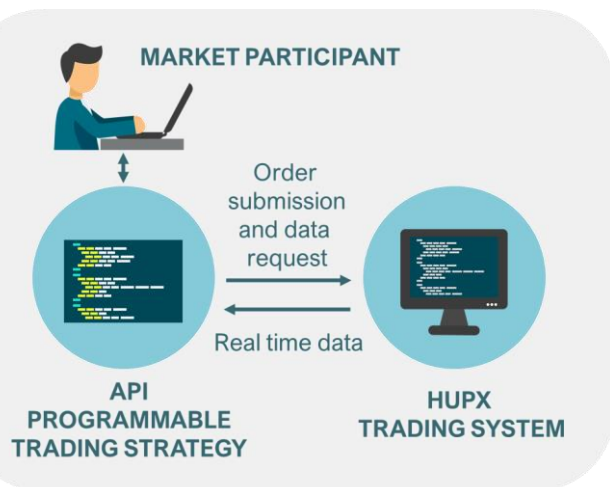 MARKET PARTICIPANT
Order
submission
and data
request
Real time data
API
PROGRAMMABLE
TRADING STRATEGY
HUPX
TRADING SYSTEM